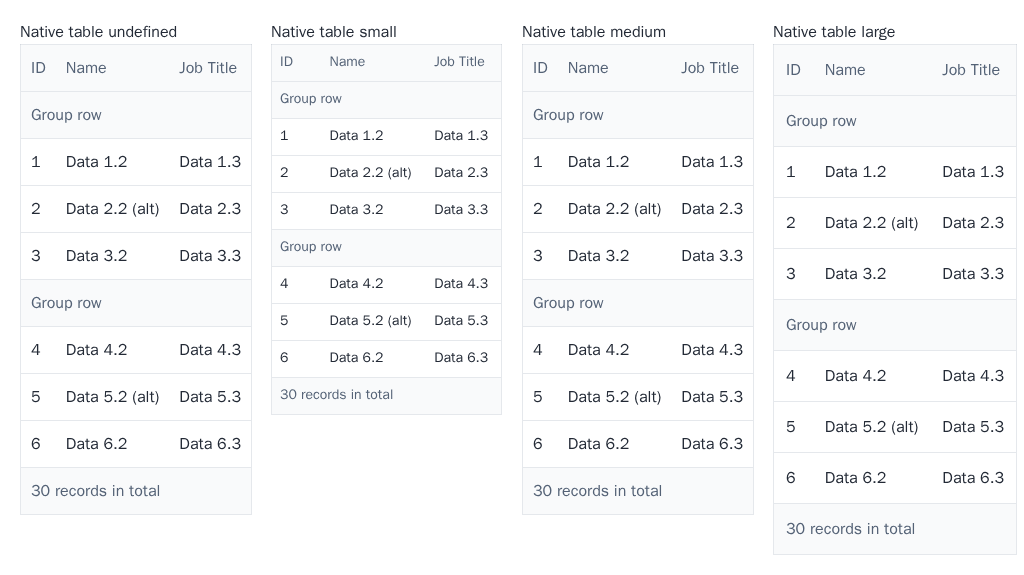 Native table undefined
ID Name Job Title
Group row
1 Data 1.2 Data 1.3
2 Data 2.2 (alt) Data 2.3
3 Data 3.2 Data 3.3
Group row
4 Data 4.2 Data 4.3
5 Data 5.2 (alt) Data 5.3
6 Data 6.2 Data 6.3
30 records in total
Native table small
ID Name Job Title
Group row
1 Data 1.2 Data 1.3
2 Data 2.2 (alt) Data 2.3
3 Data 3.2 Data 3.3
Group row
4 Data 4.2 Data 4.3
5 Data 5.2 (alt) Data 5.3
6 Data 6.2 Data 6.3
30 records in total
Native table medium
ID Name Job Title
Group row
1 Data 1.2 Data 1.3
2 Data 2.2 (alt) Data 2.3
3 Data 3.2 Data 3.3
Group row
4 Data 4.2 Data 4.3
5 Data 5.2 (alt) Data 5.3
6 Data 6.2 Data 6.3
30 records in total
Native table large
ID Name Job Title
Group row
1 Data 1.2 Data 1.3
2 Data 2.2 (alt) Data 2.3
3 Data 3.2 Data 3.3
Group row
4 Data 4.2 Data 4.3
5 Data 5.2 (alt) Data 5.3
6 Data 6.2 Data 6.3
30 records in total